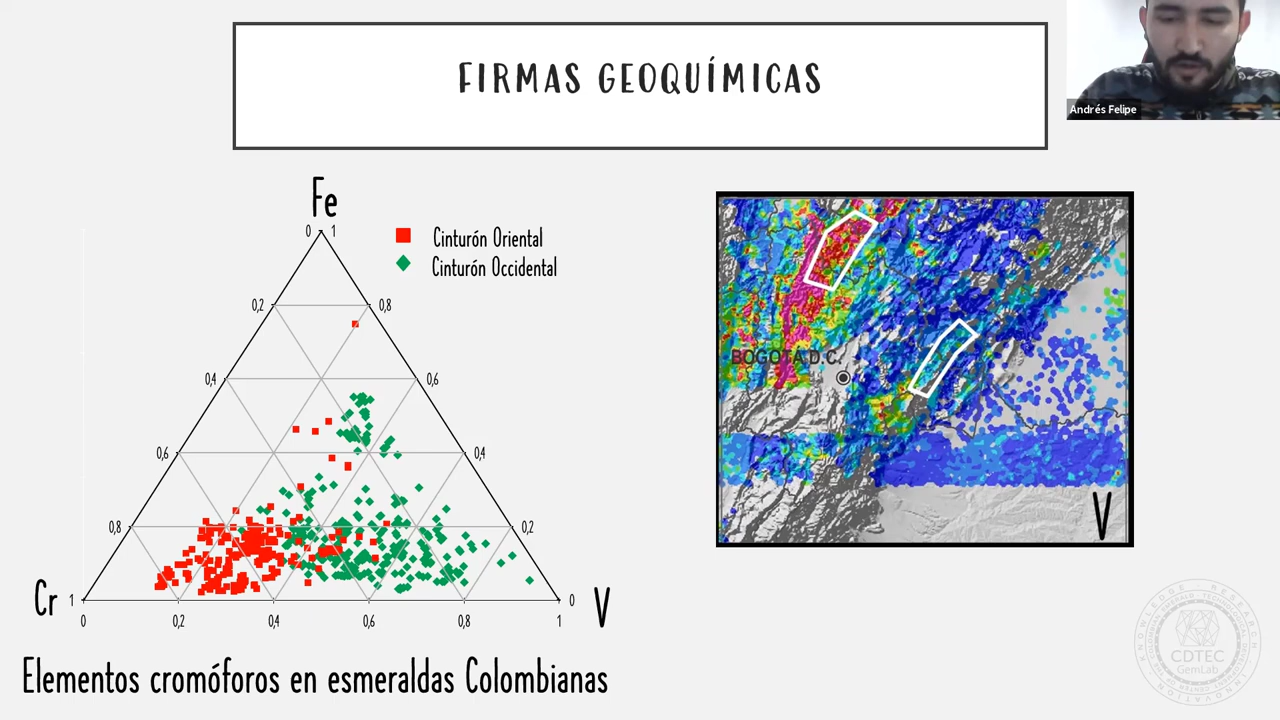 FIRMAS GEOQUÍMICAS
Andrés Felipe
Fe
0 1
Cinturón Oriental
Cinturón Occidental
0,2 0,8
0,4 0,6
0,6 0,4
0,8 0,2
Cr 1 0 V
0 0,2 0,4 0,6 0,8 1
Elementos cromóforos en esmeraldas Colombianas
BOGOTÁ D.C.
V
CDTEC
GemLab